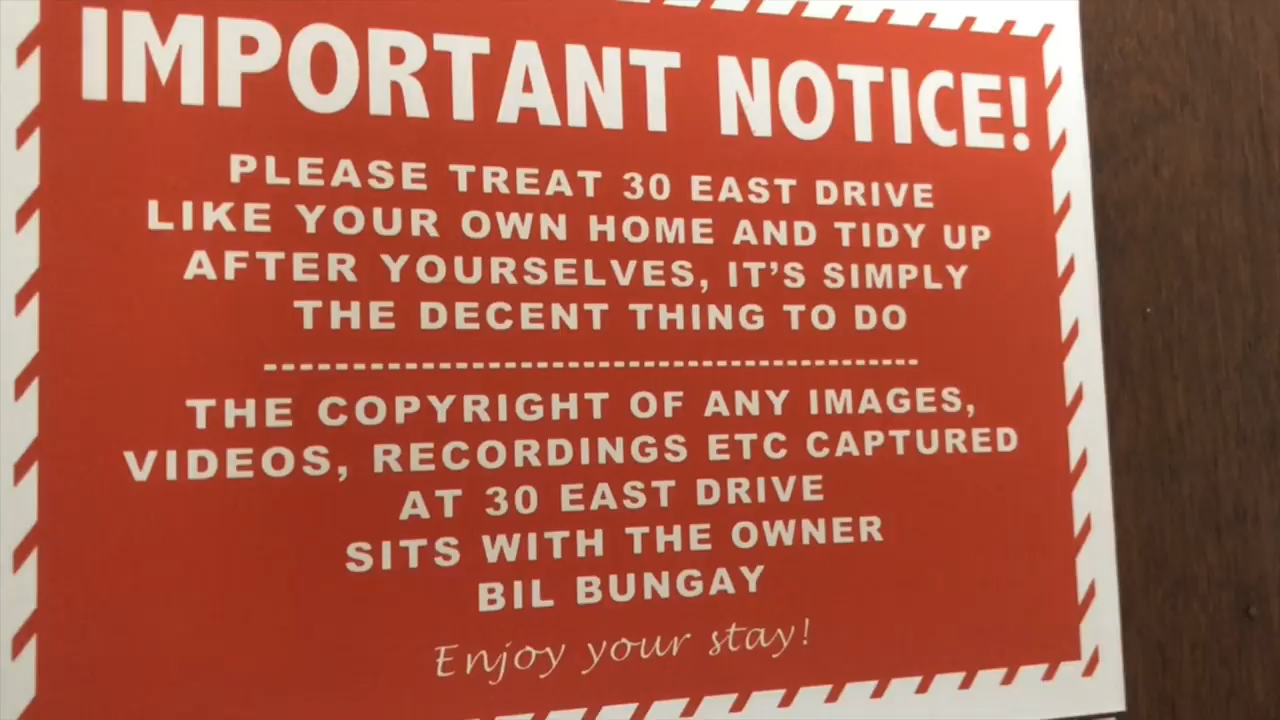 IMPORTANT NOTICE!
PLEASE TREAT 30 EAST DRIVE
LIKE YOUR OWN HOME AND TIDY UP
AFTER YOURSELVES, IT'S SIMPLY
THE DECENT THING TO DO
---------------------------------------------
THE COPYRIGHT OF ANY IMAGES,
VIDEOS, RECORDINGS ETC CAPTURED
AT 30 EAST DRIVE
SITS WITH THE OWNER
BIL BUNGAY
Enjoy your stay!